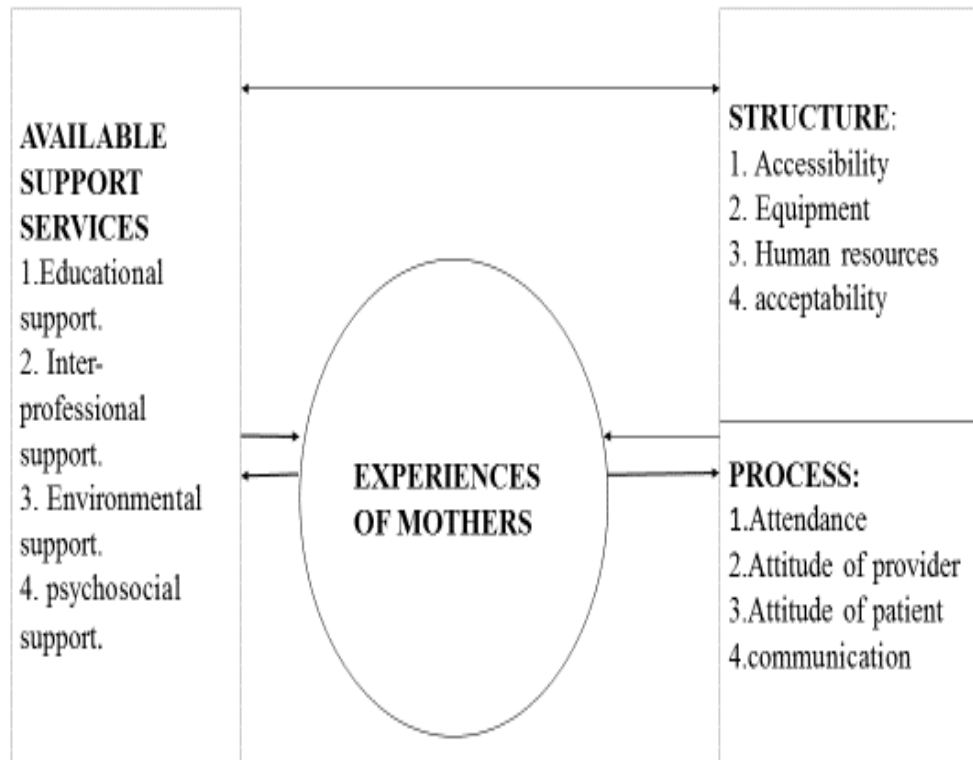 AVAILABLE
SUPPORT
SERVICES
1.Educational
support.
2. Inter-
professional
support.
3. Environmental
support.
4. psychosocial
support.
EXPERIENCES
OF MOTHERS
STRUCTURE:
1. Accessibility
2. Equipment
3. Human resources
4. acceptability
PROCESS:
1.Attendance
2.Attitude of provider
3.Attitude of patient
4.communication